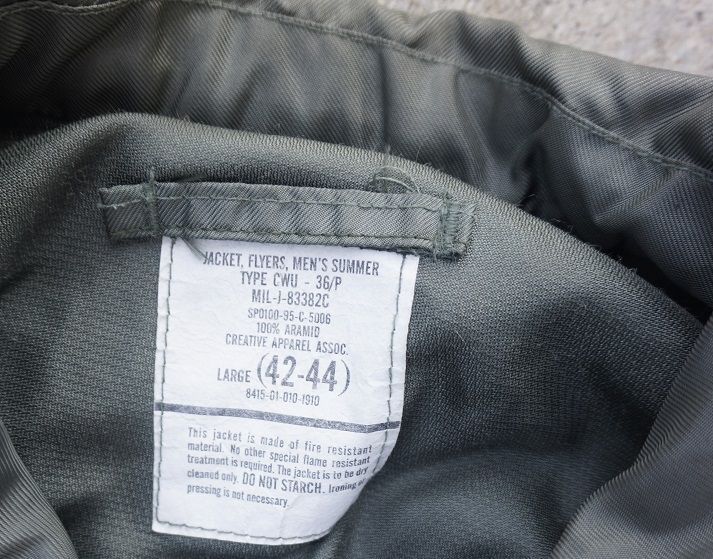 JACKET, FLYERS, MEN'S SUMMER
TYPE CWU - 36/P
MIL-J-83382C
SPO100-95-C-5006
100% ARAMID
CREATIVE APPAREL ASSOC.
LARGE (42-44)
8415-01-010-1910
This jacket is made of fire resistant
material. No other special flame resistant
treatment is required. The jacket is to be dry
cleaned only. DO NOT STARCH. Ironing or
pressing is not necessary.